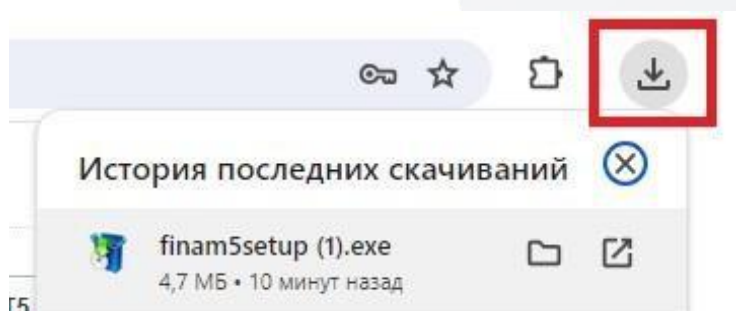 История последних скачиваний
finam5setup (1).exe
4,7 МБ • 10 минут назад